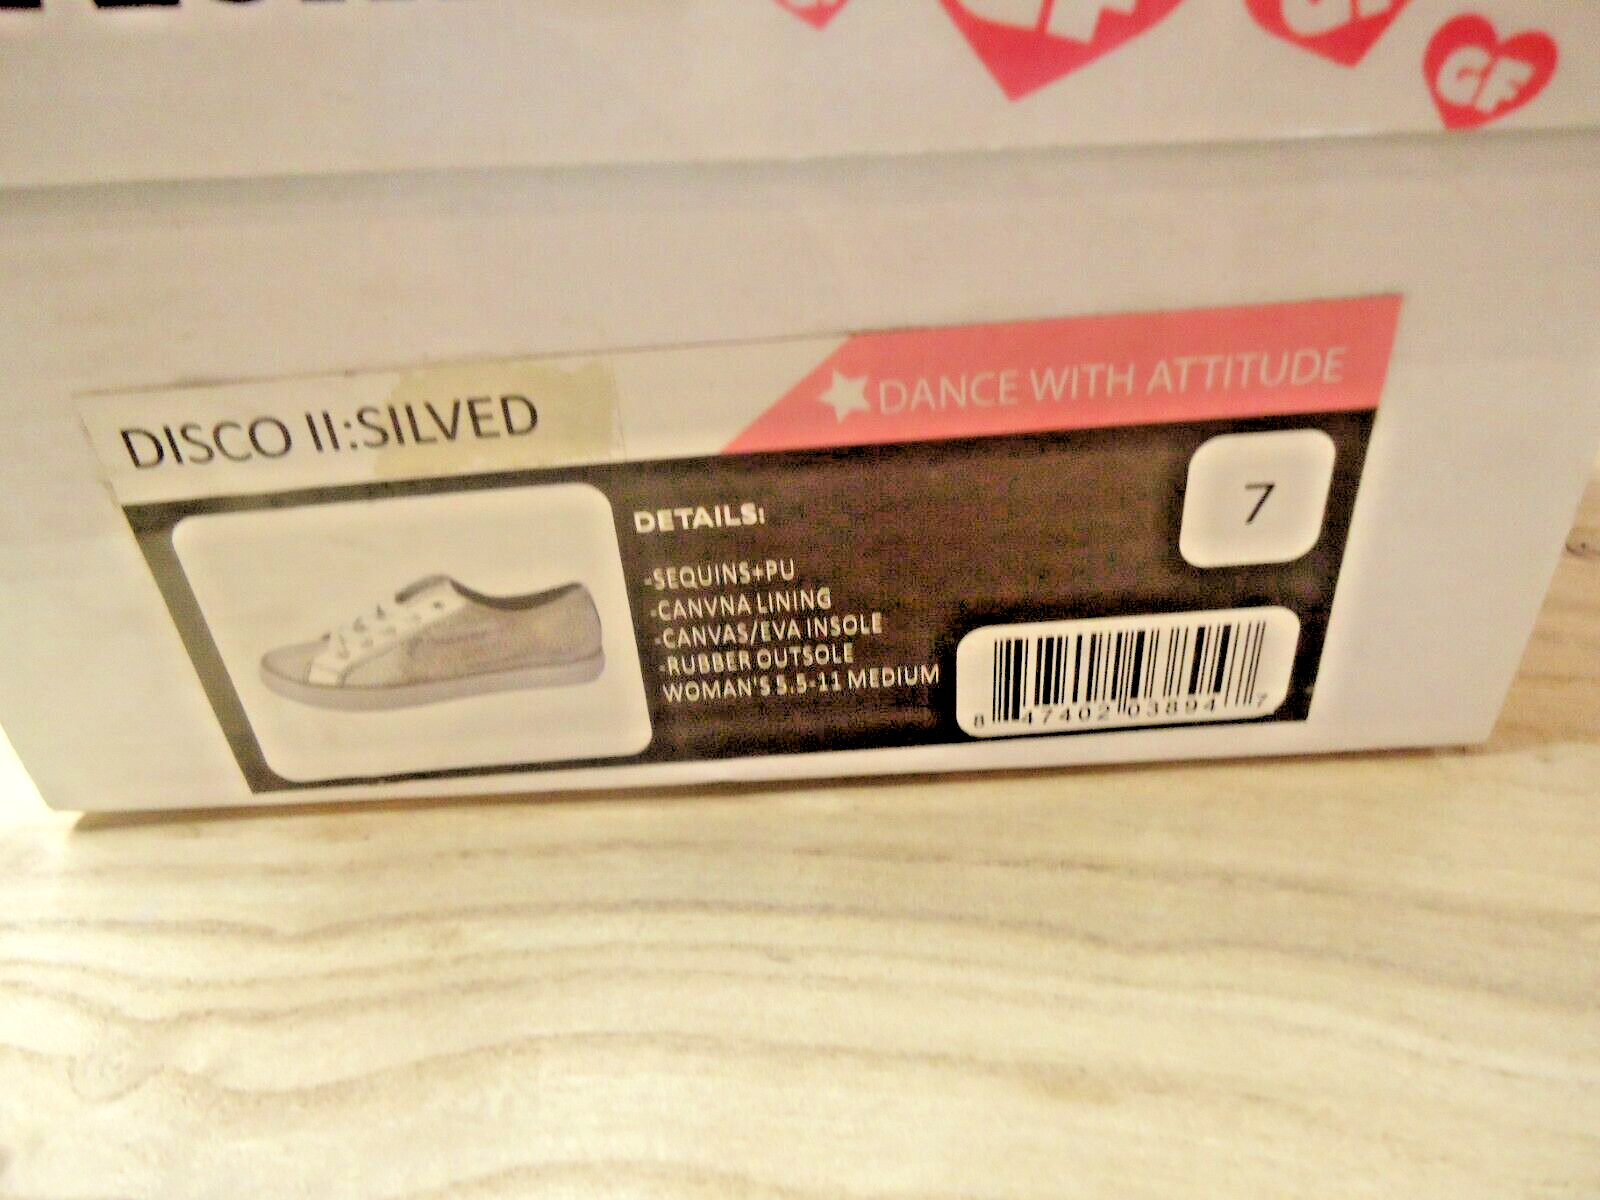 GF
GF
DISCO II:SILVED
DANCE WITH ATTITUDE
7
DETAILS:
-SEQUINS+PU
-CANVNA LINING
-CANVAS/EVA INSOLE
-RUBBER OUTSOLE
WOMAN'S 5.5-11 MEDIUM
8 47402 03894 7